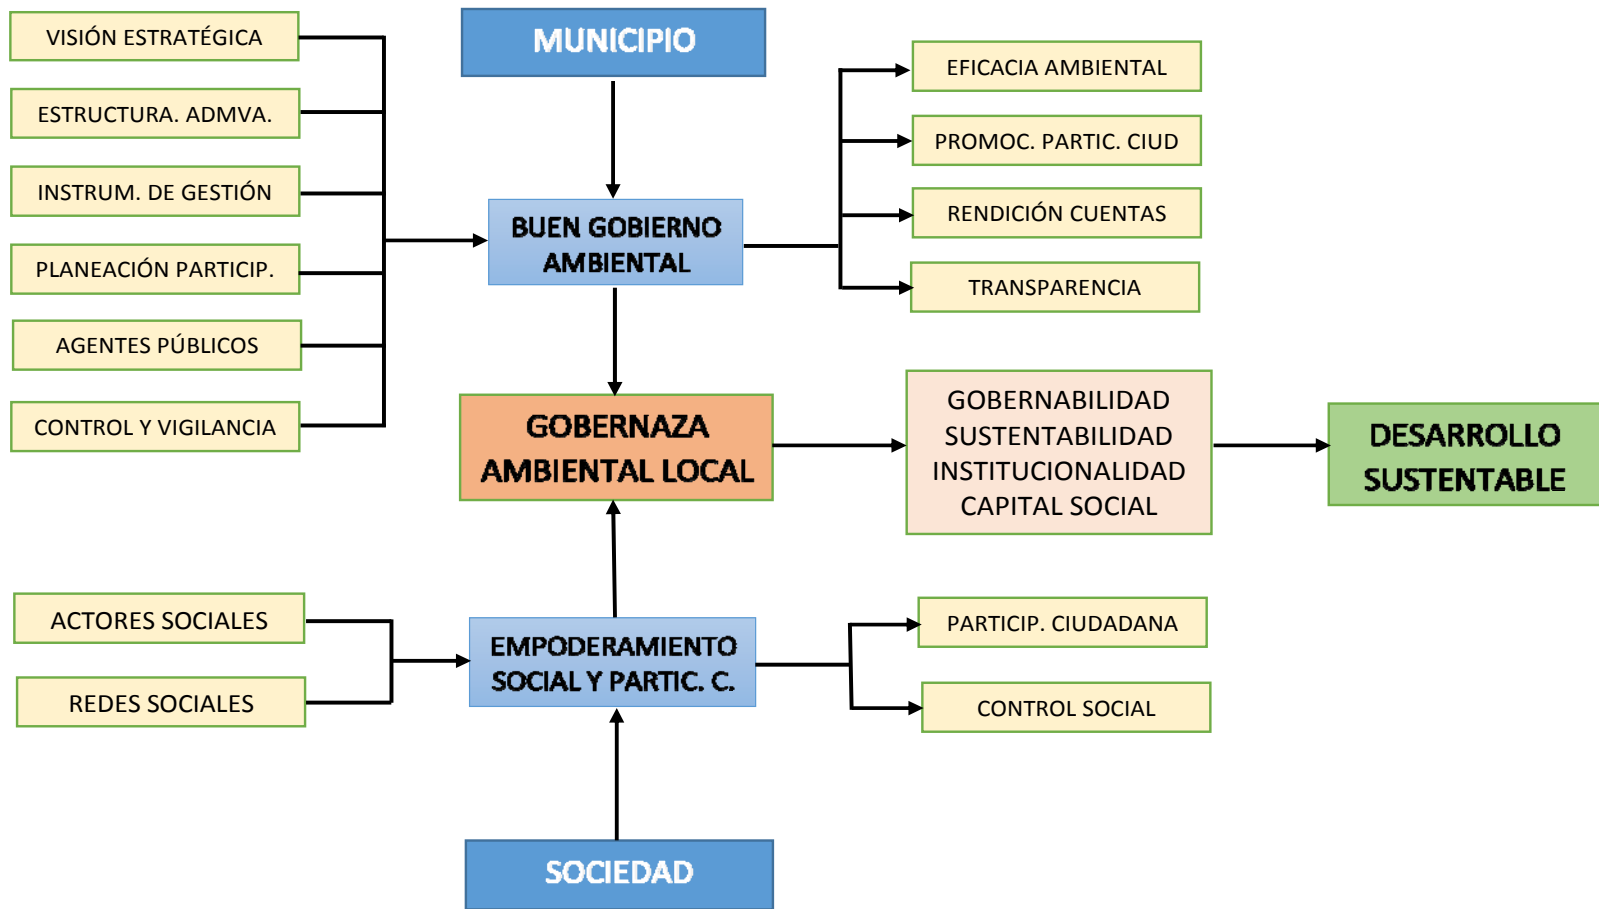 VISIÓN ESTRATÉGICA
ESTRUCTURA. ADMVA.
INSTRUM. DE GESTIÓN
PLANEACIÓN PARTICIP.
AGENTES PÚBLICOS
CONTROL Y VIGILANCIA
MUNICIPIO
BUEN GOBIERNO
AMBIENTAL
EFICACIA AMBIENTAL
PROMOC. PARTIC. CIUD
RENDICIÓN CUENTAS
TRANSPARENCIA
GOBERNAZA
AMBIENTAL LOCAL
GOBERNABILIDAD
SUSTENTABILIDAD
INSTITUCIONALIDAD
CAPITAL SOCIAL
DESARROLLO
SUSTENTABLE
ACTORES SOCIALES
REDES SOCIALES
EMPODERAMIENTO
SOCIAL Y PARTIC. C.
PARTICIP. CIUDADANA
CONTROL SOCIAL
SOCIEDAD